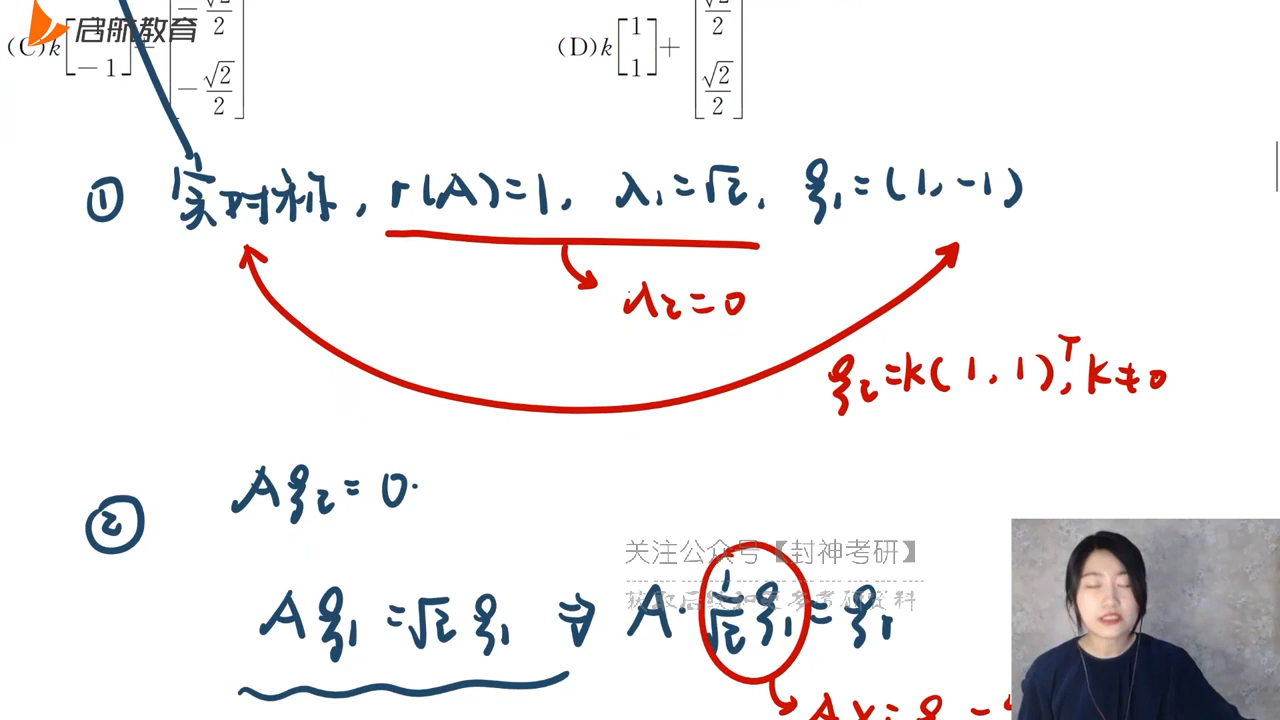 启航教育
(C) k[ -1 ] + [ -√2/2 -√2/2 ]
(D) k[ 1 1 ] + [ √2/2 √2/2 ]
① 实对称, r(A)=1, λ₁=√2, ξ₁=(1,-1)
λ₂=0
ξ₂=k(1,1)ᵀ, k≠0
② Aξ₂=0.
关注公众号【封神考研】
Aξ₁=√2ξ₁ ⇒ A·1/√2 ξ₁=ξ₁